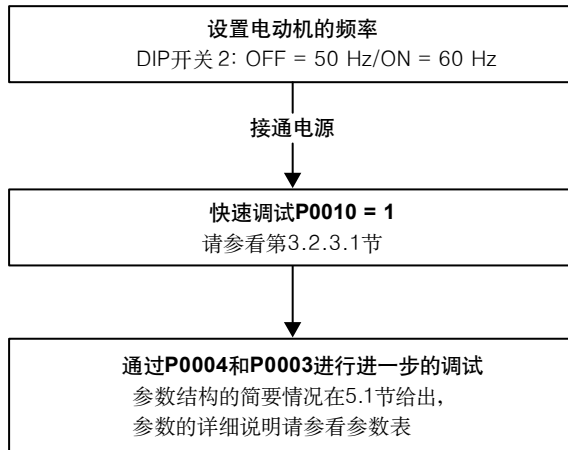 设置电动机的频率
DIP开关 2: OFF = 50 Hz/ON = 60 Hz
接通电源
快速调试P0010 = 1
请参看第3.2.3.1节
通过P0004和P0003进行进一步的调试
参数结构的简要情况在5.1节给出，
参数的详细说明请参看参数表